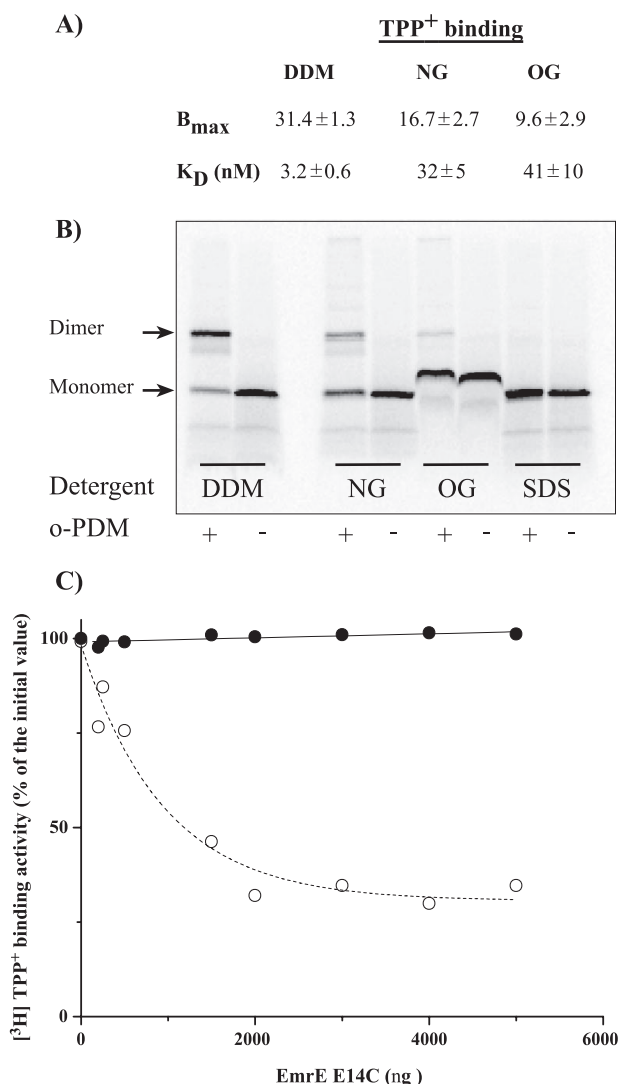 A)
TPP+ binding
DDM NG OG
Bmax 31.4±1.3 16.7±2.7 9.6±2.9
KD (nM) 3.2±0.6 32±5 41±10
B)
Dimer
Monomer
Detergent DDM NG OG SDS
o-PDM + - + - + - + -
C)
[3H] TPP+ binding activity (% of the initial value)
100
50
0
0 2000 4000 6000
EmrE E14C (ng )